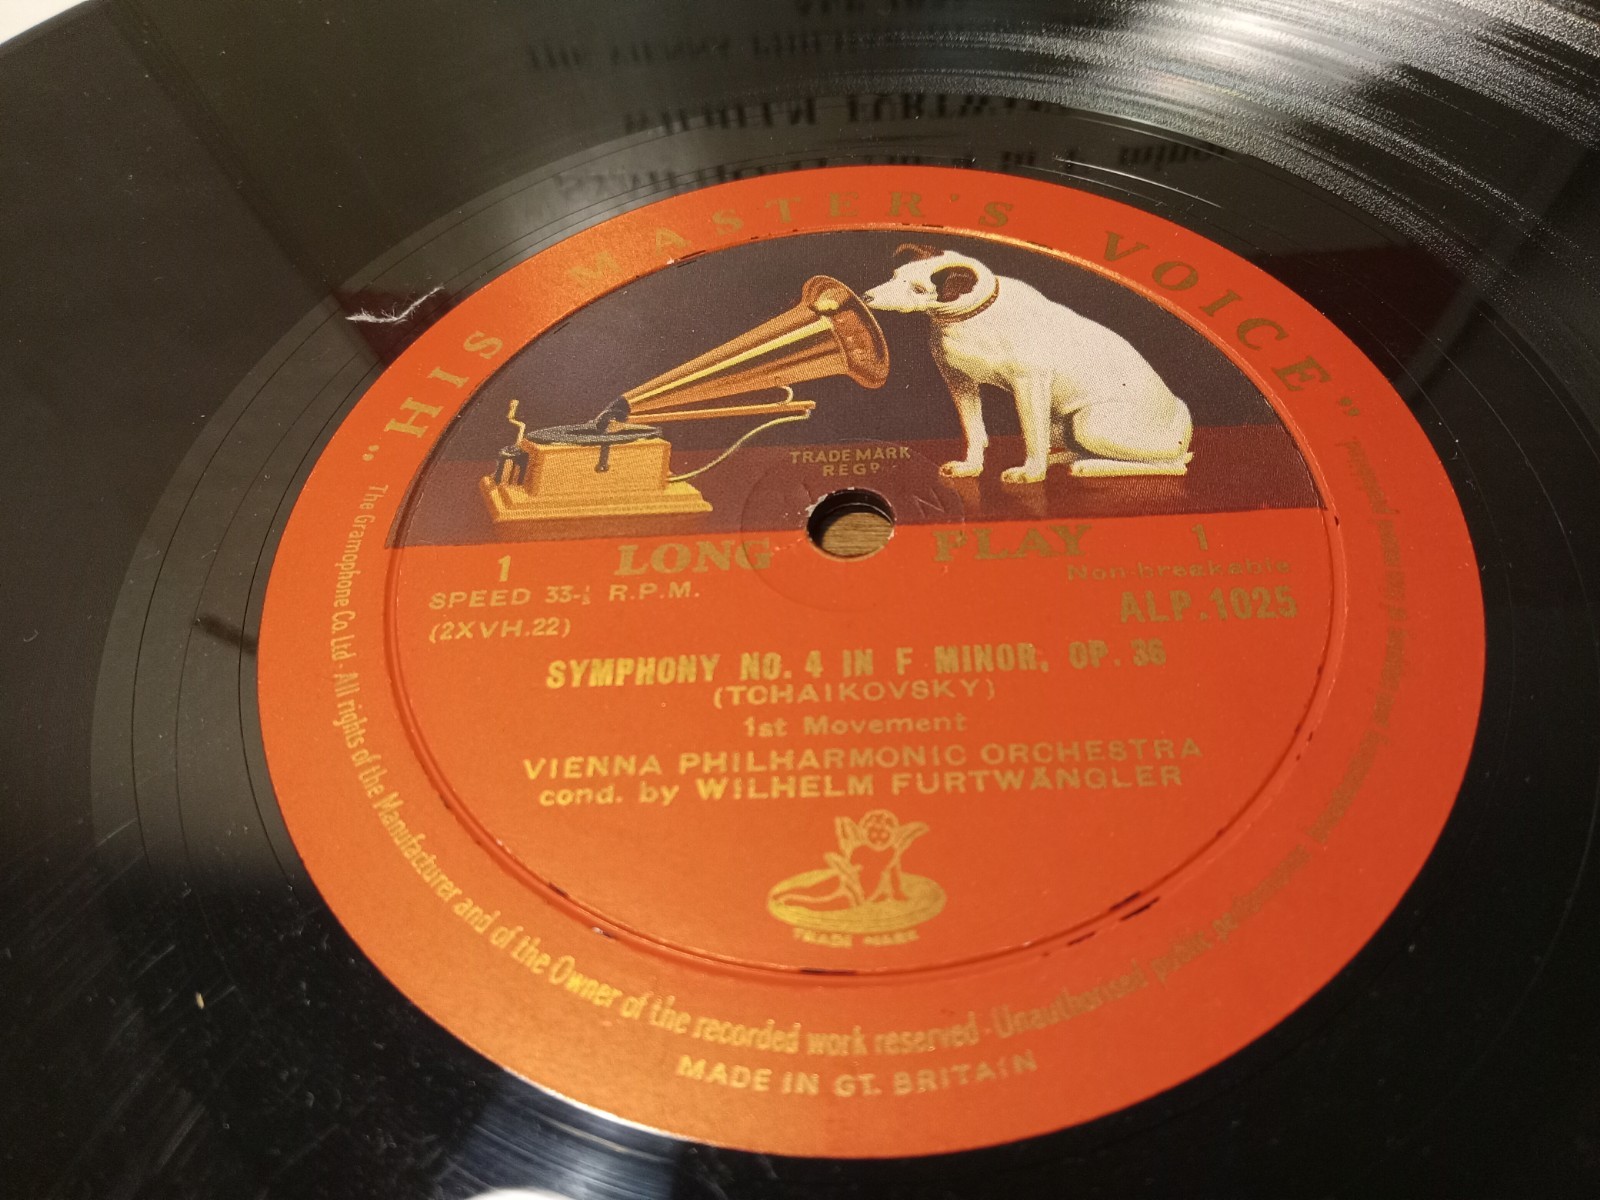 "HIS MASTER'S VOICE"
TRADE MARK
REGD
1 LONG PLAY 1
SPEED 33-⅓ R.P.M.
Non-breakable
(2XVH.22)
ALP.1025
SYMPHONY NO. 4 IN F MINOR, OP. 36
(TCHAIKOVSKY)
1st Movement
VIENNA PHILHARMONIC ORCHESTRA
cond. by WILHELM FURTWÄNGLER
TRADE MARK
The Gramophone Co. Ltd · All rights of the Manufacturer and of the Owner of the recorded work reserved · Unauthorised public performance
MADE IN GT. BRITAIN